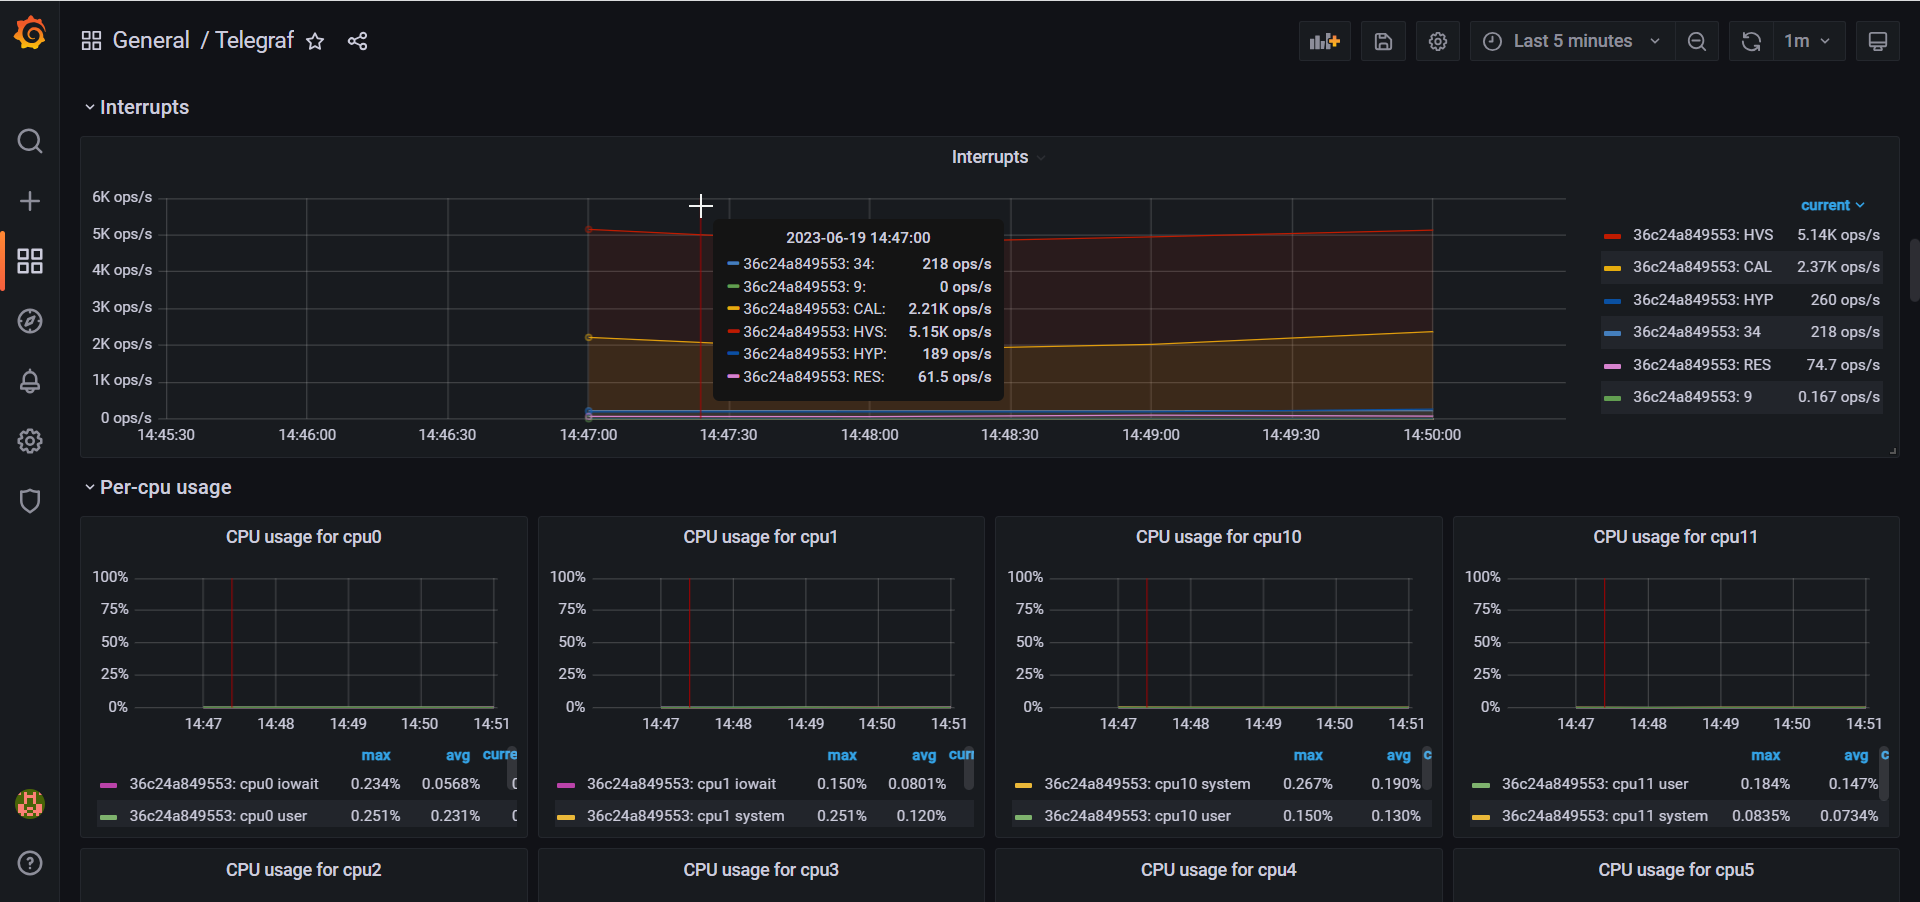 General / Telegraf
Last 5 minutes
1m
Interrupts
Interrupts
6K ops/s
5K ops/s
4K ops/s
3K ops/s
2K ops/s
1K ops/s
0 ops/s
14:45:30 14:46:00 14:46:30 14:47:00 14:47:30 14:48:00 14:48:30 14:49:00 14:49:30 14:50:00
2023-06-19 14:47:00
36c24a849553: 34: 218 ops/s
36c24a849553: 9: 0 ops/s
36c24a849553: CAL: 2.21K ops/s
36c24a849553: HVS: 5.15K ops/s
36c24a849553: HYP: 189 ops/s
36c24a849553: RES: 61.5 ops/s
current
36c24a849553: HVS 5.14K ops/s
36c24a849553: CAL 2.37K ops/s
36c24a849553: HYP 260 ops/s
36c24a849553: 34 218 ops/s
36c24a849553: RES 74.7 ops/s
36c24a849553: 9 0.167 ops/s
Per-cpu usage
CPU usage for cpu0
100%
75%
50%
25%
0%
14:47 14:48 14:49 14:50 14:51
max avg curre
36c24a849553: cpu0 iowait 0.234% 0.0568%
36c24a849553: cpu0 user 0.251% 0.231%
CPU usage for cpu1
100%
75%
50%
25%
0%
14:47 14:48 14:49 14:50 14:51
max avg curr
36c24a849553: cpu1 iowait 0.150% 0.0801%
36c24a849553: cpu1 system 0.251% 0.120%
CPU usage for cpu10
100%
75%
50%
25%
0%
14:47 14:48 14:49 14:50 14:51
max avg c
36c24a849553: cpu10 system 0.267% 0.190%
36c24a849553: cpu10 user 0.150% 0.130%
CPU usage for cpu11
100%
75%
50%
25%
0%
14:47 14:48 14:49 14:50 14:51
max avg c
36c24a849553: cpu11 user 0.184% 0.147%
36c24a849553: cpu11 system 0.0835% 0.0734%
CPU usage for cpu2
CPU usage for cpu3
CPU usage for cpu4
CPU usage for cpu5